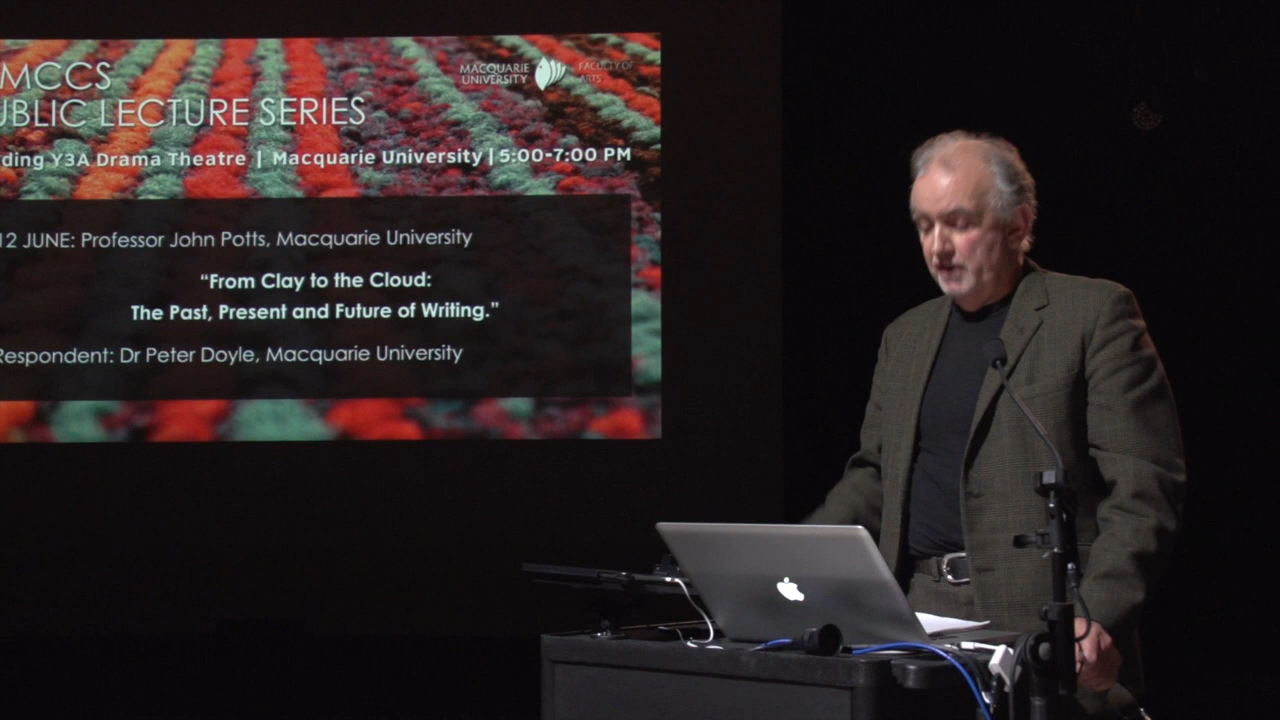 MCCS
UBLIC LECTURE SERIES
MACQUARIE
UNIVERSITY
FACULTY OF
ARTS
ding Y3A Drama Theatre | Macquarie University | 5:00-7:00 PM
12 JUNE: Professor John Potts, Macquarie University
“From Clay to the Cloud:
The Past, Present and Future of Writing.”
Respondent: Dr Peter Doyle, Macquarie University